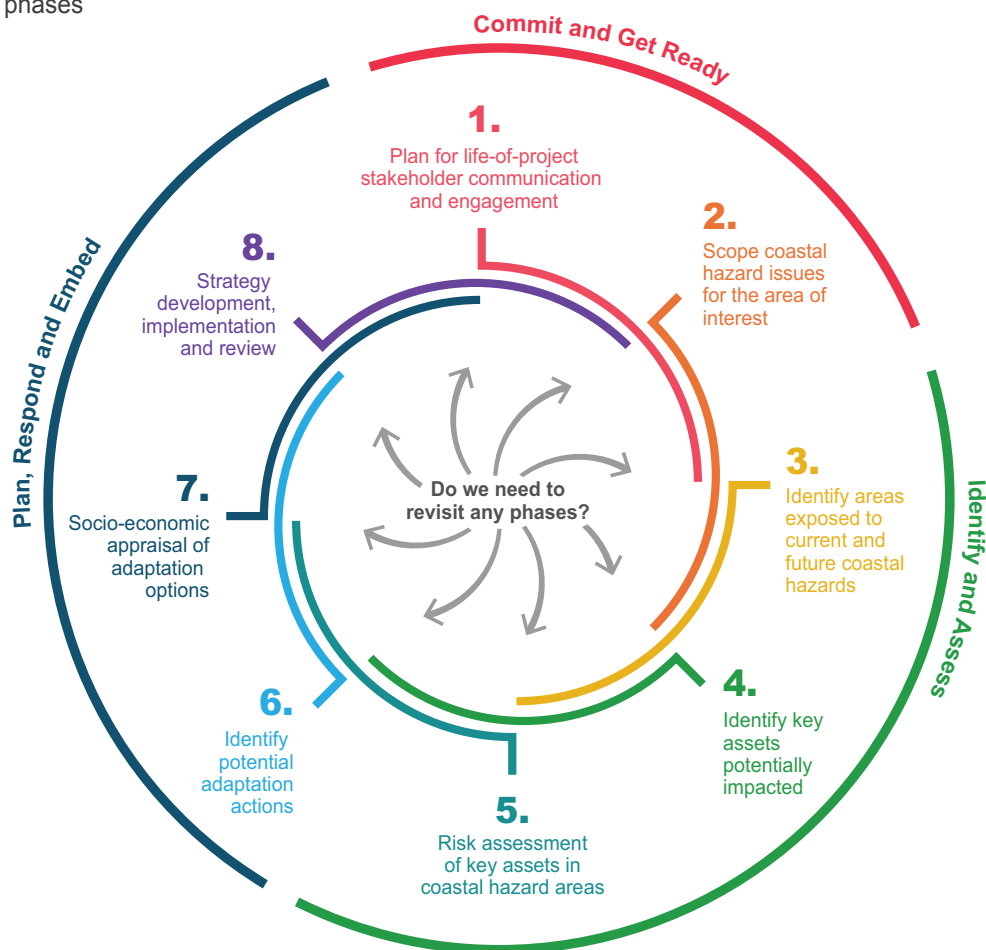 phases
Commit and Get Ready
1.
Plan for life-of-project
stakeholder communication
and engagement
2.
Scope coastal
hazard issues
for the area of
interest
3.
Identify areas
exposed to
current and
future coastal
hazards
Identify and Assess
4.
Identify key
assets
potentially
impacted
5.
Risk assessment
of key assets in
coastal hazard areas
6.
Identify
potential
adaptation
actions
7.
Socio-economic
appraisal of
adaptation
options
Plan, Respond and Embed
8.
Strategy
development,
implementation
and review
Do we need to
revisit any phases?